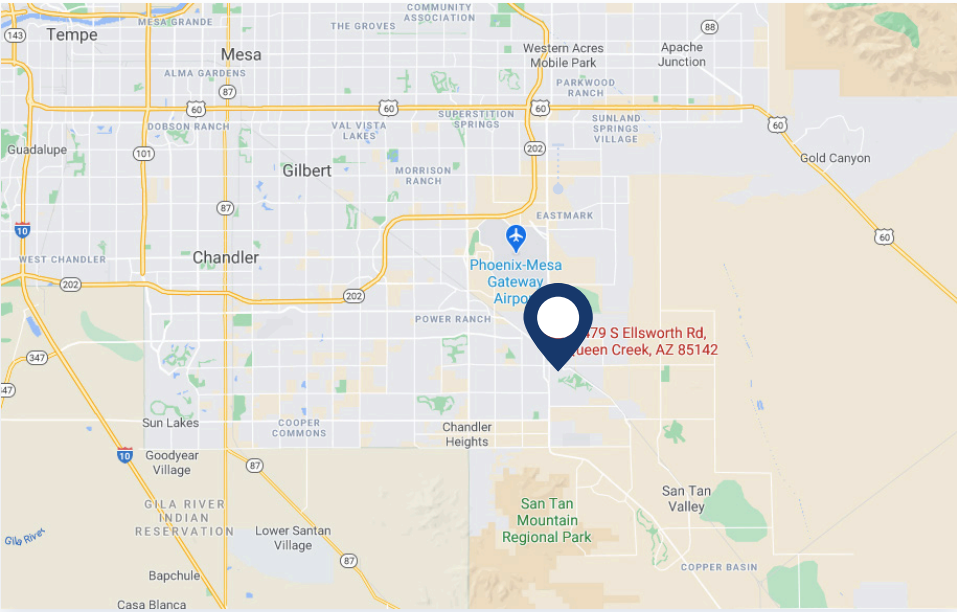 COMMUNITY
ASSOCIATION
MESA GRANDE
THE GROVES
88
143
Tempe
Mesa
Western Acres
Mobile Park
Apache
Junction
ALMA GARDENS
PARKWOOD
RANCH
87
60
60
60
SUPERSTITION
SPRINGS
SUNLAND
SPRINGS
VILLAGE
60
DOBSON RANCH
VAL VISTA
LAKES
Guadalupe
101
202
Gold Canyon
Gilbert
MORRISON
RANCH
87
EASTMARK
10
60
WEST CHANDLER
Chandler
Phoenix-Mesa
Gateway
202
202
POWER RANCH
479 S Ellsworth Rd,
AZ 85142
Creek,
347
47
Sun Lakes
COOPER
COMMONS
Chandler
Heights
10
Goodyear
Village
87
GILA RIVER
INDIAN
RESERVATION
San Tan
Mountain
Regional Park
San Tan
Valley
Gila River
Lower Santan
Village
87
Bapchule
COPPER BASIN
Casa Blanca